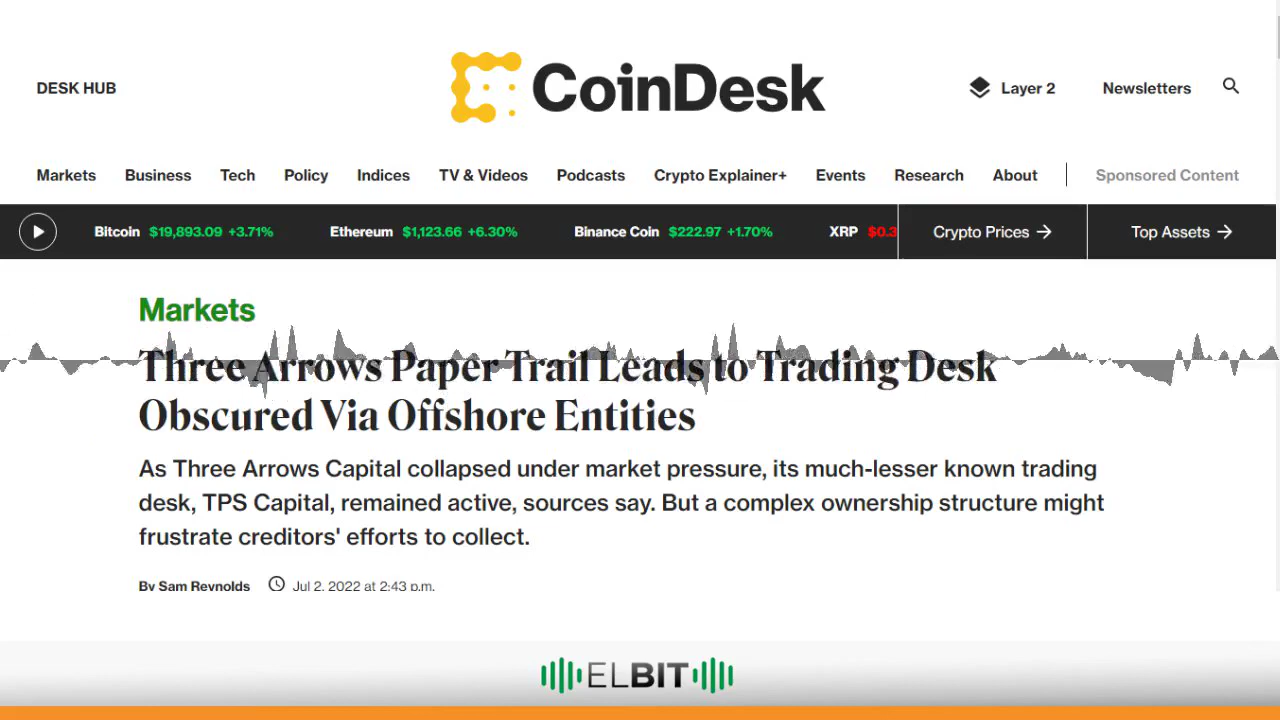 DESK HUB
CoinDesk
Layer 2
Newsletters
Markets Business Tech Policy Indices TV & Videos Podcasts Crypto Explainer+ Events Research About Sponsored Content
Bitcoin $19,893.09 +3.71% Ethereum $1,123.66 +6.30% Binance Coin $222.97 +1.70% XRP $0.3 Crypto Prices → Top Assets →
Markets
Three Arrows Paper Trail Leads to Trading Desk
Obscured Via Offshore Entities
As Three Arrows Capital collapsed under market pressure, its much-lesser known trading
desk, TPS Capital, remained active, sources say. But a complex ownership structure might
frustrate creditors' efforts to collect.
By Sam Reynolds Jul 2, 2022 at 2:43 p.m.
ELBIT